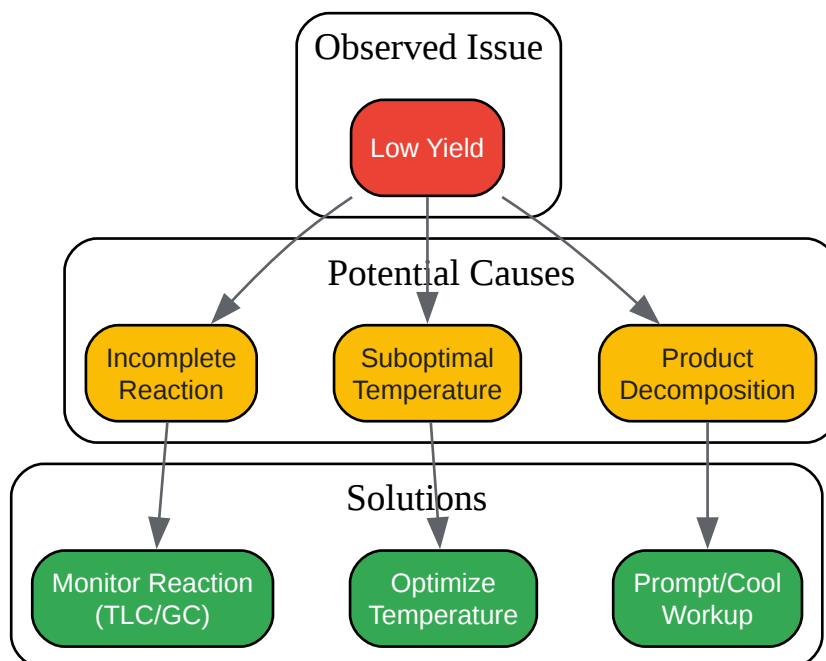 Observed Issue
Low Yield
Potential Causes
Incomplete
Reaction
Suboptimal
Temperature
Product
Decomposition
Solutions
Monitor Reaction
(TLC/GC)
Optimize
Temperature
Prompt/Cool
Workup